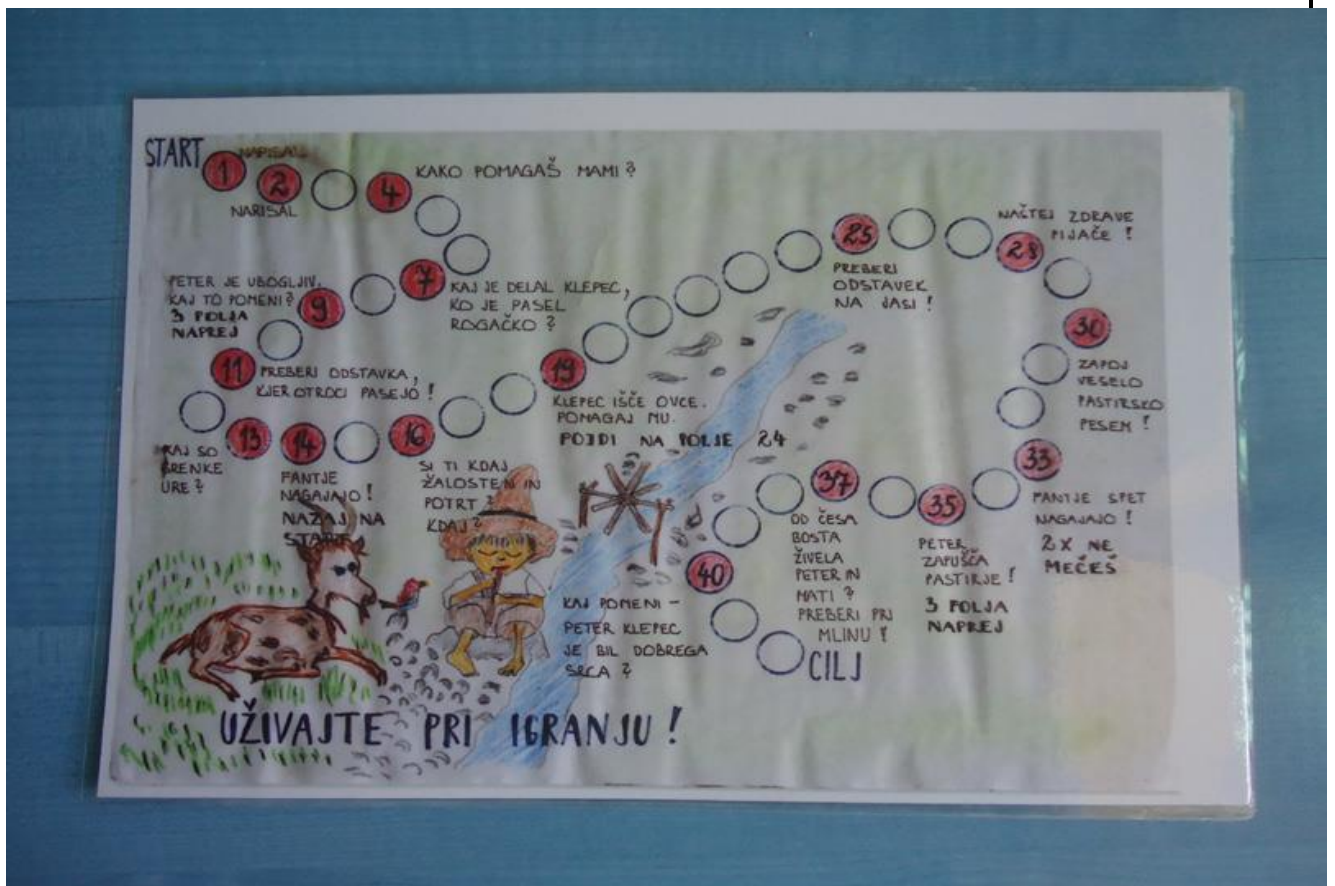 START
NAPISAL
1
2
4
NARISAL
KAKO POMAGAŠ MAMI ?
7
KAJ JE DELAL KLEPEC,
KO JE PASEL
ROGAČKO ?
PETER JE UBOGLJIV.
KAJ TO POMENI ?
3 POLJA
NAPREJ
9
11
PREBERI ODSTAVKA,
KJER OTROCI PASEJO !
13
KAJ SO
GRENKE
URE ?
14
FANTJE
NAGAJAJO !
NAZAJ NA
START
16
SI TI KDAJ
ŽALOSTEN IN
POTRT ?
KDAJ ?
19
KLEPEC IŠČE OVCE.
POMAGAJ MU.
POJDI NA POLJE 24
25
PREBERI
ODSTAVEK
NA JASI !
28
NAŠTEJ ZDRAVE
PIJAČE !
30
ZAPOJ
VESELO
PASTIRSKO
PESEM !
33
FANTJE SPET
NAGAJAJO !
2X NE
MEČEŠ
35
PETER
ZAPUŠČA
PASTIRJE !
3 POLJA
NAPREJ
37
OD ČESA
BOSTA
ŽIVELA
PETER IN
MATI ?
PREBERI PRI
MLINU !
40
KAJ POMENI -
PETER KLEPEC
JE BIL DOBREGA
SRCA ?
CILJ
UŽIVAJTE PRI IGRANJU !